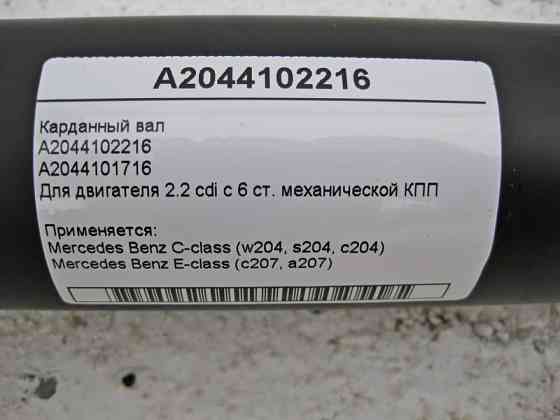 A2044102216
Карданный вал
A2044102216
A2044101716
Для двигателя 2.2 cdi с 6 ст. механической КПП
Применяется:
Mercedes Benz C-class (w204, s204, c204)
Mercedes Benz E-class (c207, a207)